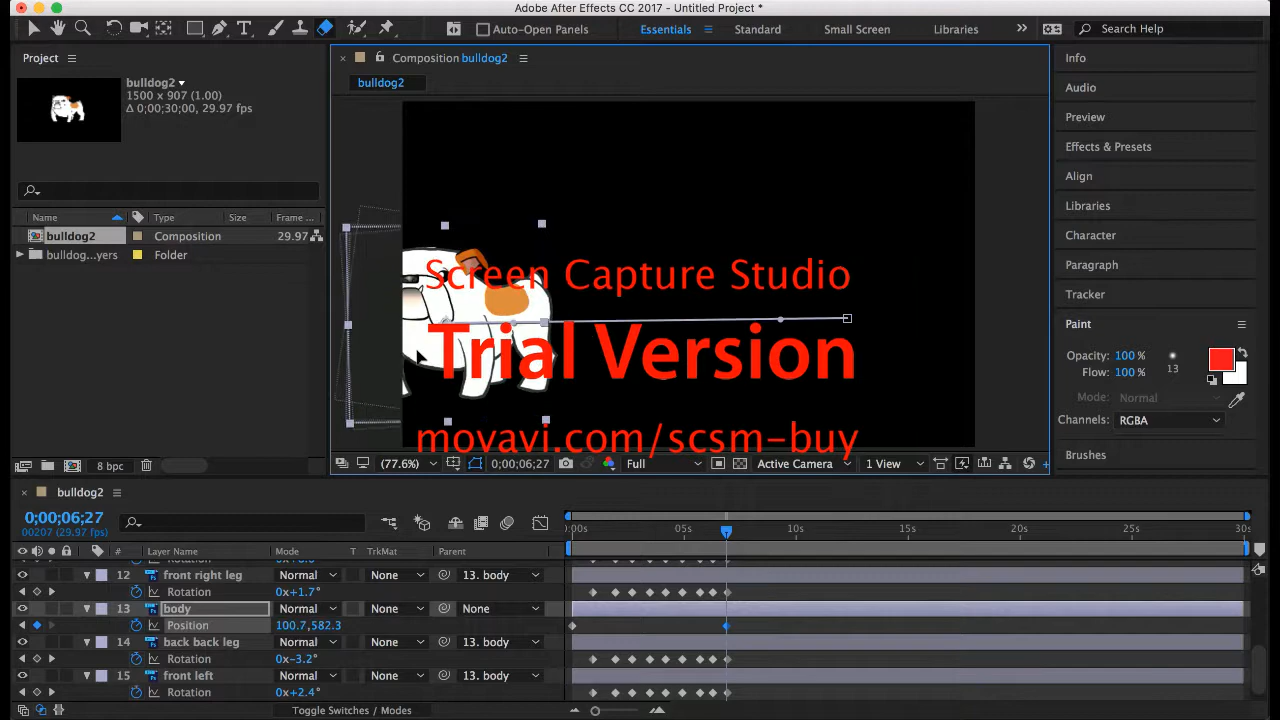 Adobe After Effects CC 2017 - Untitled Project *
Auto-Open Panels
Essentials
Standard
Small Screen
Libraries
Search Help
Project
Composition bulldog2
Info
bulldog2
bulldog2
1500 x 907 (1.00)
Δ 0;00;30;00, 29.97 fps
Audio
Preview
Effects & Presets
Align
Libraries
Character
Paragraph
Tracker
Name
Type
Size
Frame ...
bulldog2
Composition
29.97
bulldog...yers
Folder
Screen Capture Studio
Trial Version
movavi.com/scsm-buy
Paint
Opacity: 100 %
Flow: 100 %
13
Mode: Normal
Channels: RGBA
Brushes
8 bpc
(77.6%)
0;00;06;27
Full
Active Camera
1 View
bulldog2
0;00;06;27
00207 (29.97 fps)
:00s
05s
10s
15s
20s
25s
30s
#
Layer Name
Mode
T
TrkMat
Parent
12
front right leg
Normal
None
13. body
Rotation
0x+1.7°
13
body
Normal
None
None
Position
100.7,582.3
14
back back leg
Normal
None
13. body
Rotation
0x-3.2°
15
front left
Normal
None
13. body
Rotation
0x+2.4°
Toggle Switches / Modes